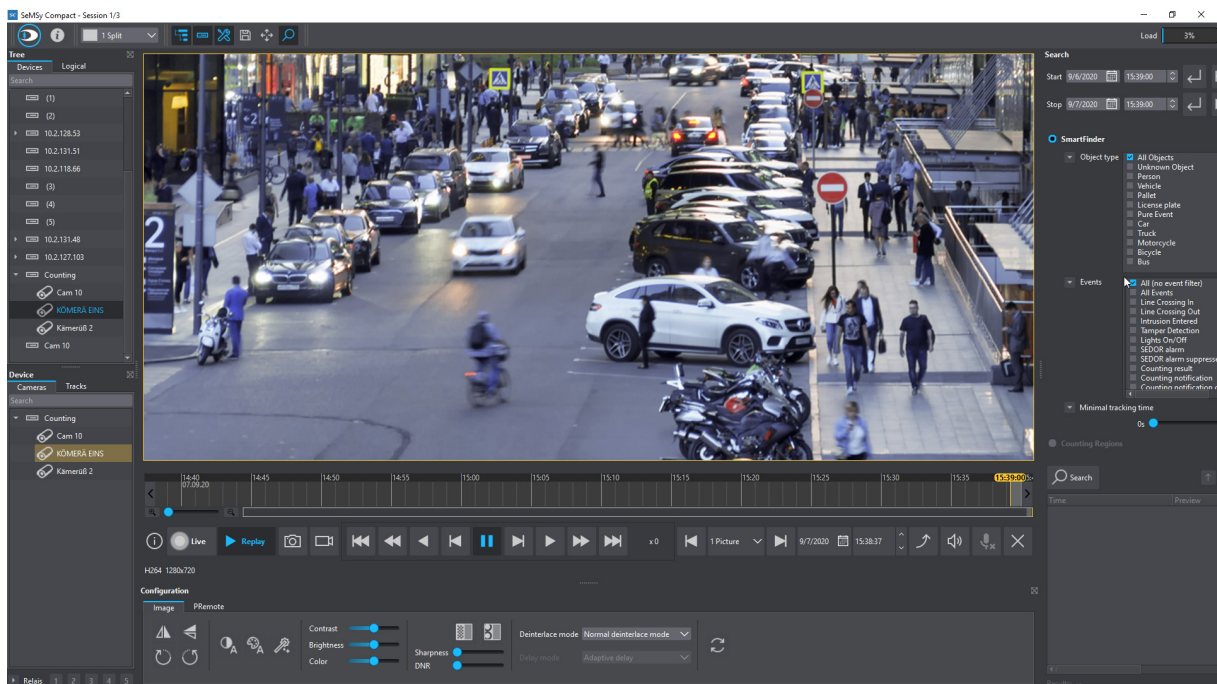 SeMSy Compact - Session 1/3
1 Split
Load 3%
Tree
Devices Logical
Search
(1)
(2)
10.2.128.53
10.2.131.51
10.2.118.66
(3)
(4)
(5)
10.2.131.48
10.2.127.103
Counting
Cam 10
KÖMERÄ EINS
Kämerüß 2
Cam 10
Device
Cameras Tracks
Search
Counting
Cam 10
KÖMERÄ EINS
Kämerüß 2
Relais 1 2 3 4 5
2
2
14:40 14:45 14:50 14:55 15:00 15:05 15:10 15:15 15:20 15:25 15:30 15:35 15:39:00
07.09.20
Live Replay x 0 1 Picture 9/7/2020 15:38:37
H264 1280x720
Configuration
Image PRemote
Contrast
Brightness
Color
Sharpness
DNR
Deinterlace mode Normal deinterlace mode
Delay mode Adaptive delay
Search
Start 9/6/2020 15:39:00
Stop 9/7/2020 15:39:00
SmartFinder
Object type All Objects
Unknown Object
Person
Vehicle
Pallet
License plate
Pure Event
Car
Truck
Motorcycle
Bicycle
Bus
Events All (no event filter)
All Events
Line Crossing In
Line Crossing Out
Intrusion Entered
Tamper Detection
Lights On/Off
SEDOR alarm
SEDOR alarm suppresse
Counting result
Counting notification
Counting notification
Minimal tracking time
0s
Counting Regions
Search
Time Preview